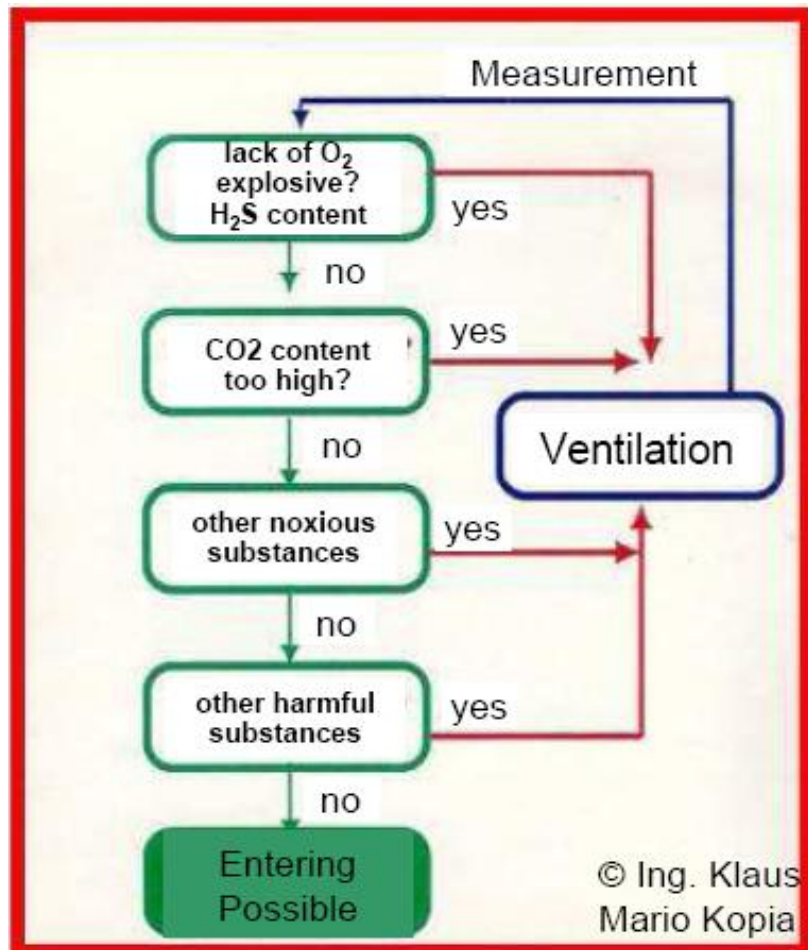 Measurement
lack of O₂
explosive?
H₂S content
yes
no
CO2 content
too high?
yes
no
Ventilation
other noxious
substances
yes
no
other harmful
substances
yes
no
Entering
Possible
© Ing. Klaus
Mario Kopia